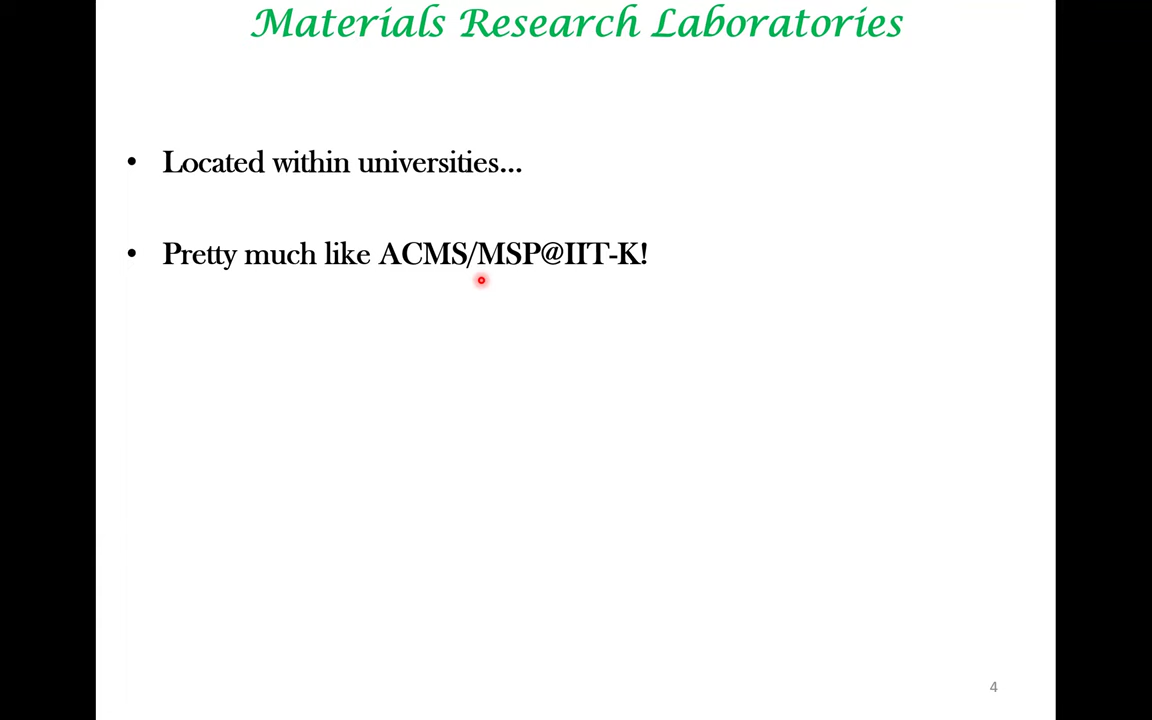 Materials Research Laboratories
• Located within universities...
• Pretty much like ACMS/MSP@IIT-K!
4